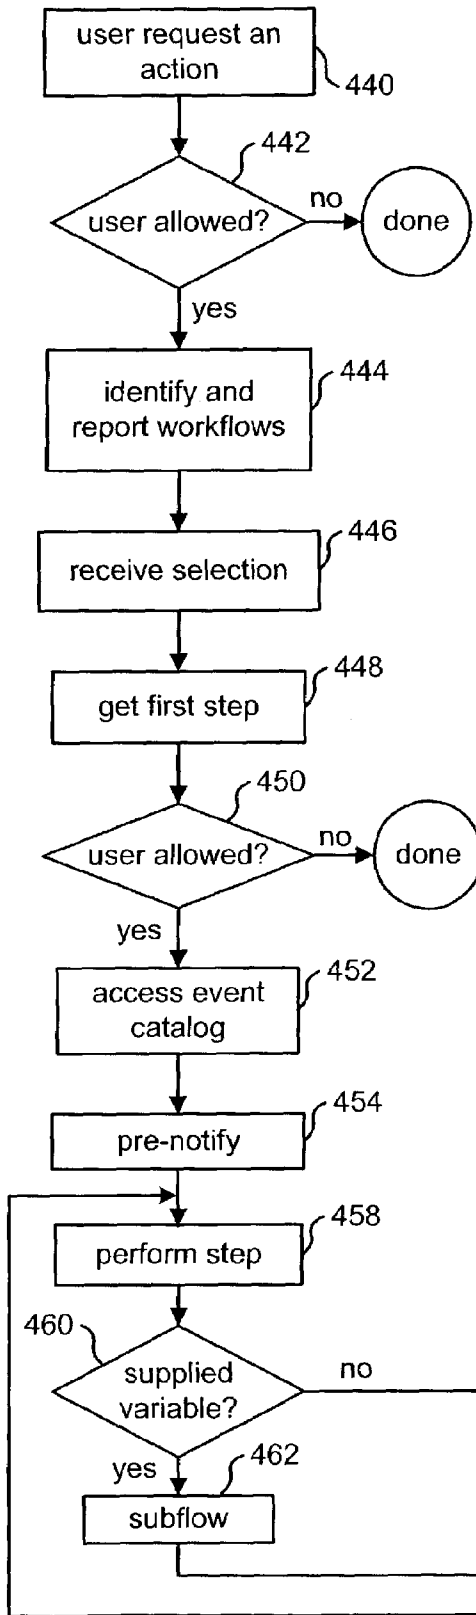 user request an
action
440
442
user allowed?
no
done
yes
444
identify and
report workflows
446
receive selection
448
get first step
450
user allowed?
no
done
yes
452
access event
catalog
454
pre-notify
458
perform step
460
supplied
variable?
no
yes
462
subflow